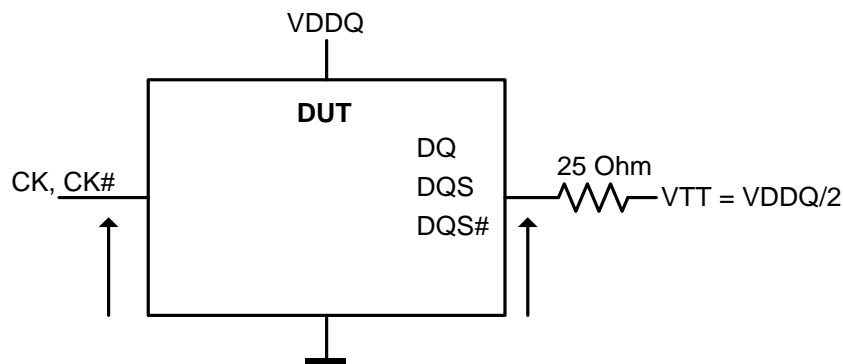 VDDQ
DUT
DQ
25 Ohm
CK, CK#
DQS
VTT = VDDQ/2
DQS#